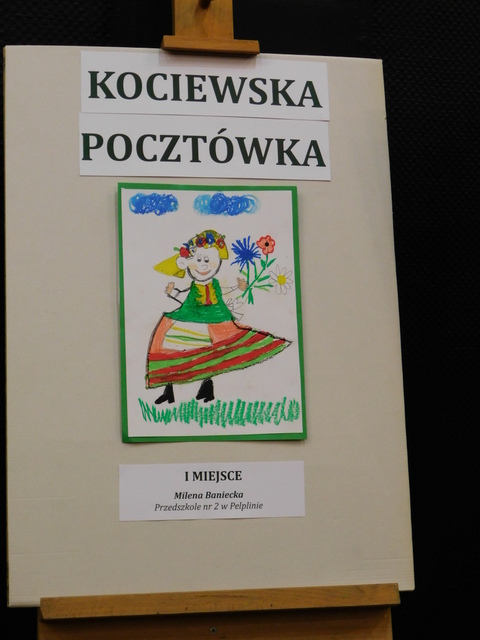 KOCIEWSKA
POCZTÓWKA
I MIEJSCE
Milena Baniecka
Przedszkole nr 2 w Pelplinie